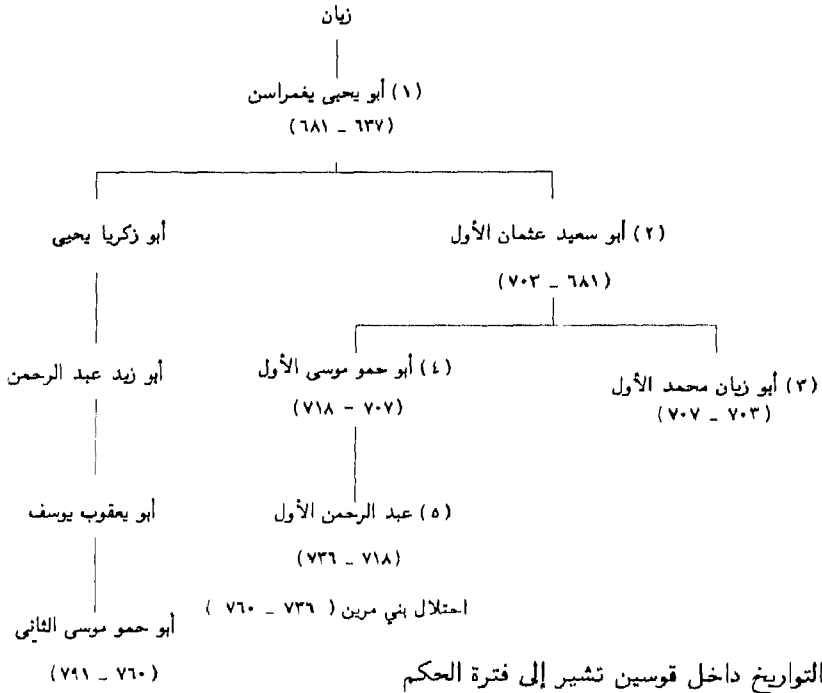 زيان
(١) أبو يحيى يغمراسن
(٦٣٧ _ ٦٨١)
(٢) أبو سعيد عثمان الأول
أبو زكريا يحيى
(٦٨١ _ ٧٠٣)
(٣) أبو زيان محمد الأول
(٧٠٣ _ ٧٠٧)
(٤) أبو حمو موسى الأول
(٧٠٧ - ٧١٨)
أبو زيد عبد الرحمن
(٥) عبد الرحمن الأول
أبو يعقوب يوسف
(٧١٨ _ ٧٣٦)
احتلال بني مرين ( ٧٣٦ _ ٧٦٠ )
أبو حمو موسى الثاني
(٧٦٠ _ ٧٩١)
التواريخ داخل قوسين تشير إلى فترة الحكم